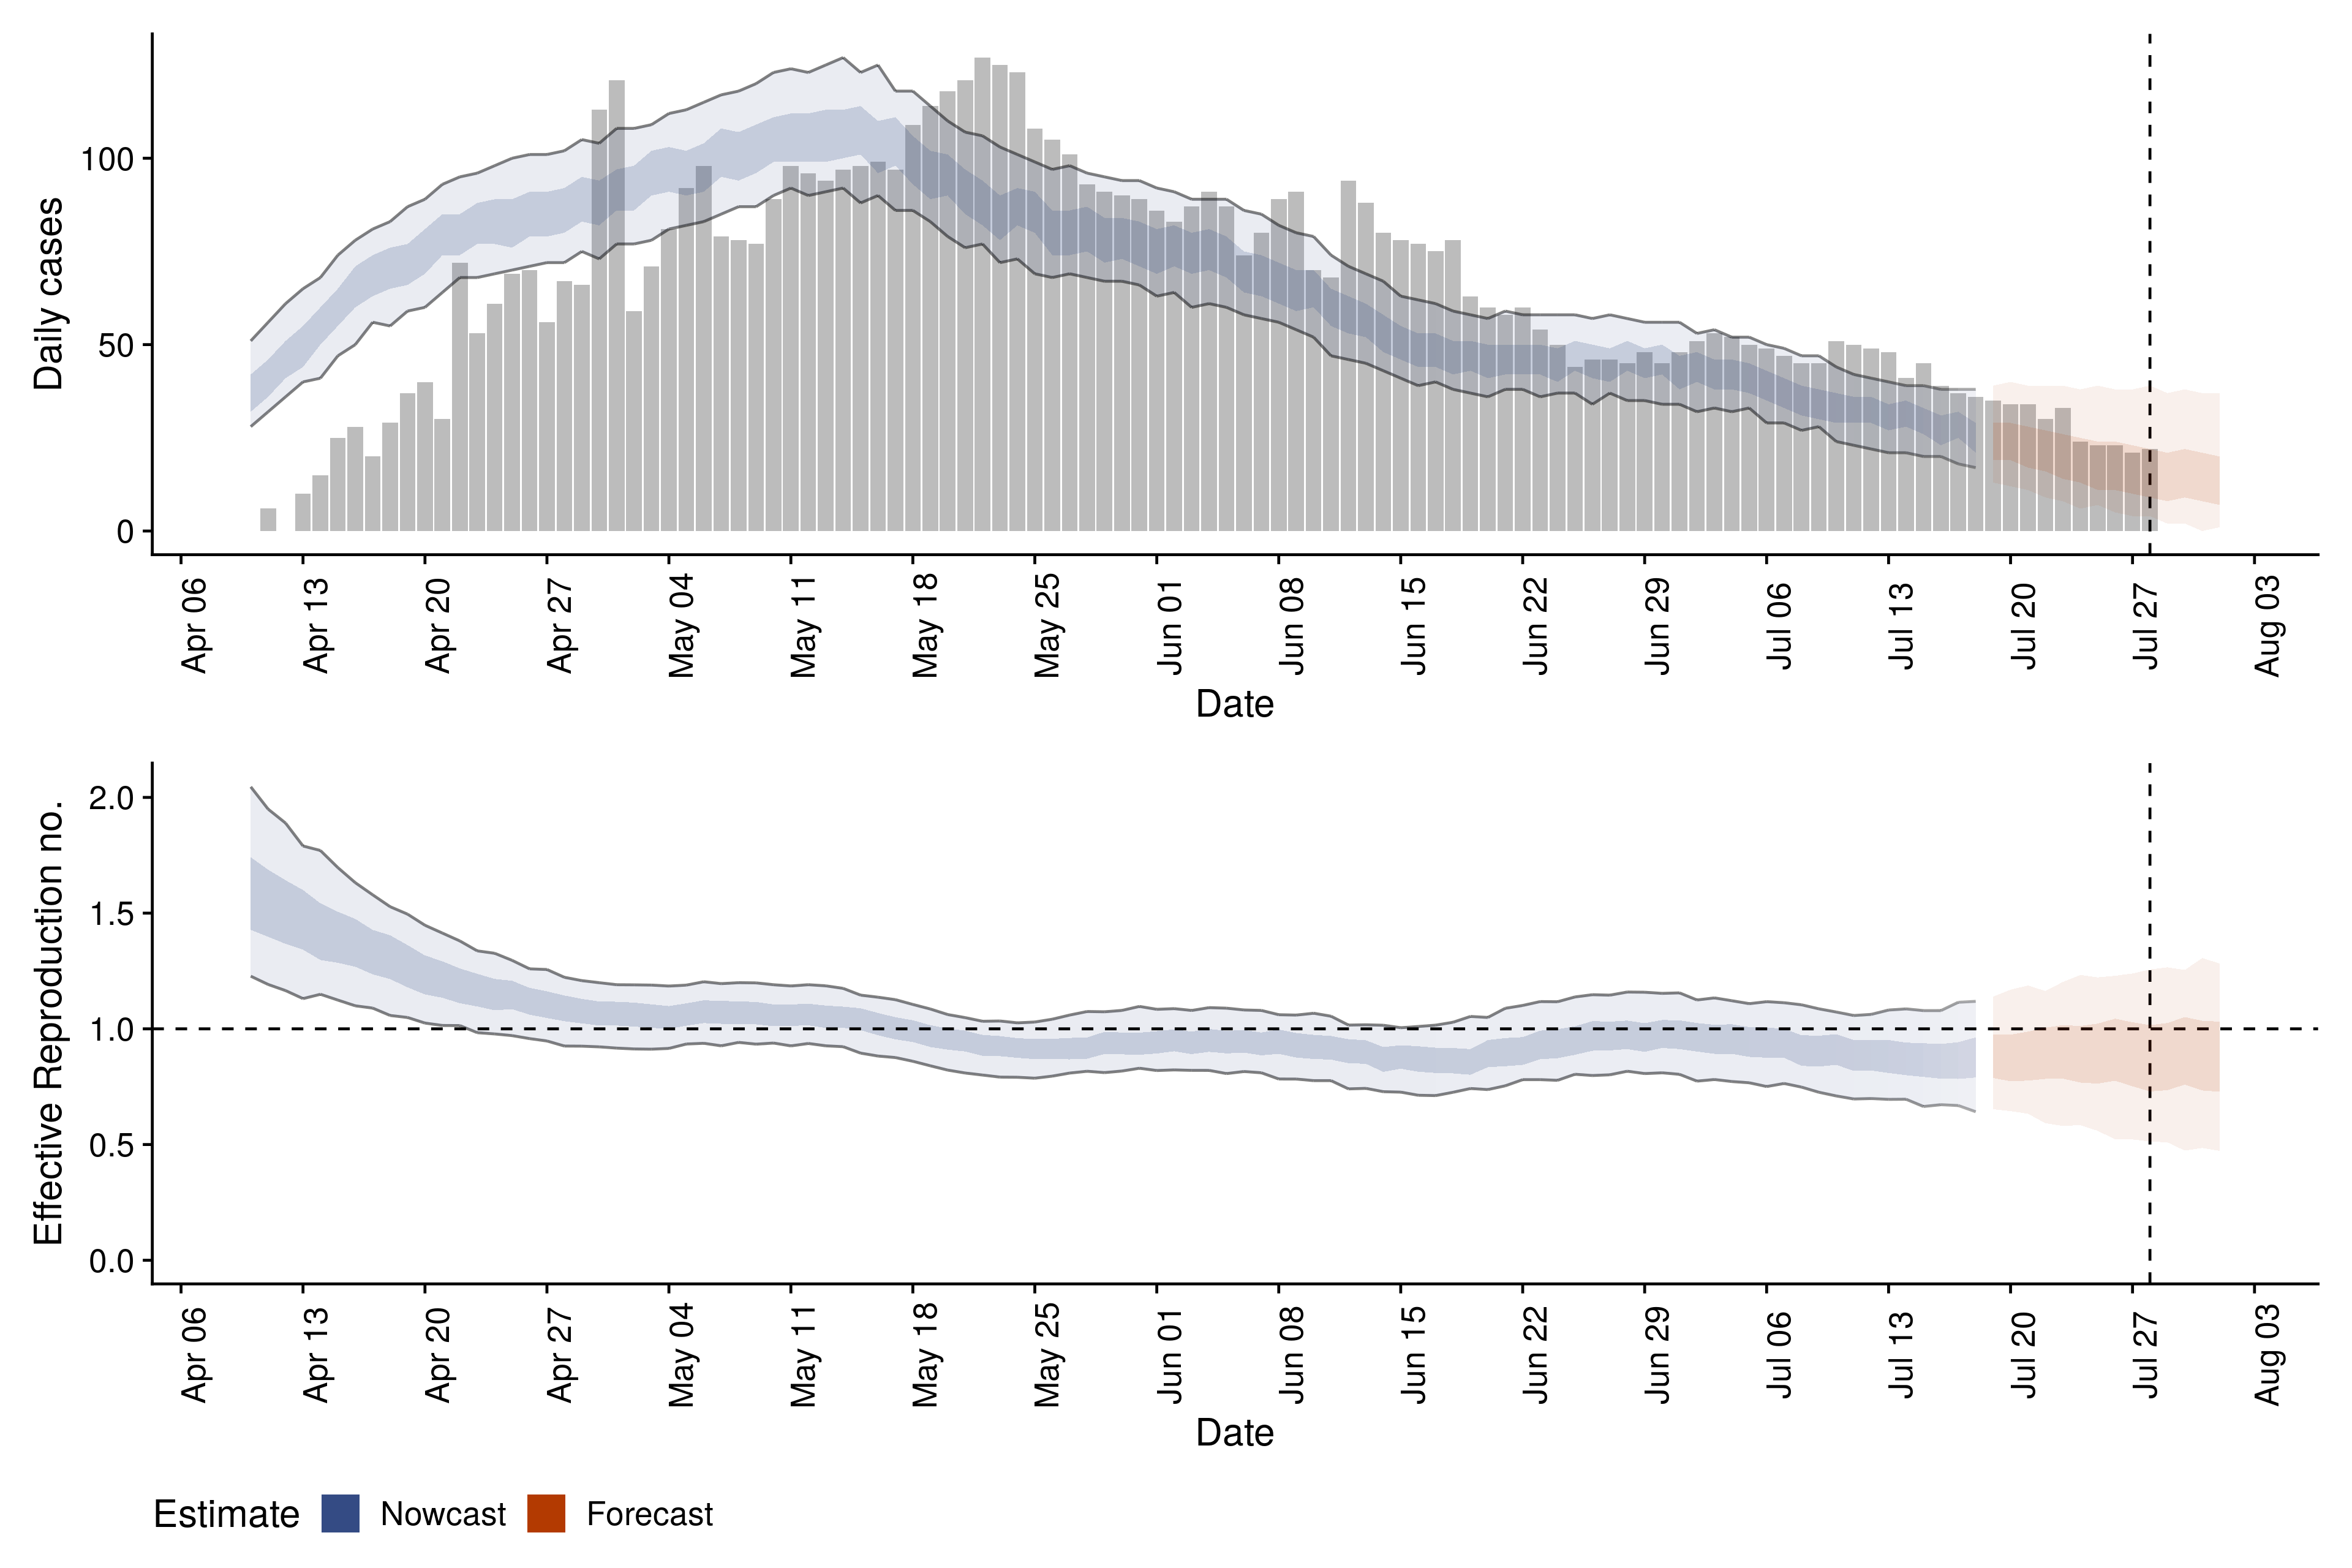 Daily cases
100
50
0
Apr 06
Apr 13
Apr 20
Apr 27
May 04
May 11
May 18
May 25
Jun 01
Jun 08
Jun 15
Jun 22
Jun 29
Jul 06
Jul 13
Jul 20
Jul 27
Aug 03
Date
Effective Reproduction no.
2.0
1.5
1.0
0.5
0.0
Apr 06
Apr 13
Apr 20
Apr 27
May 04
May 11
May 18
May 25
Jun 01
Jun 08
Jun 15
Jun 22
Jun 29
Jul 06
Jul 13
Jul 20
Jul 27
Aug 03
Date
Estimate Nowcast Forecast